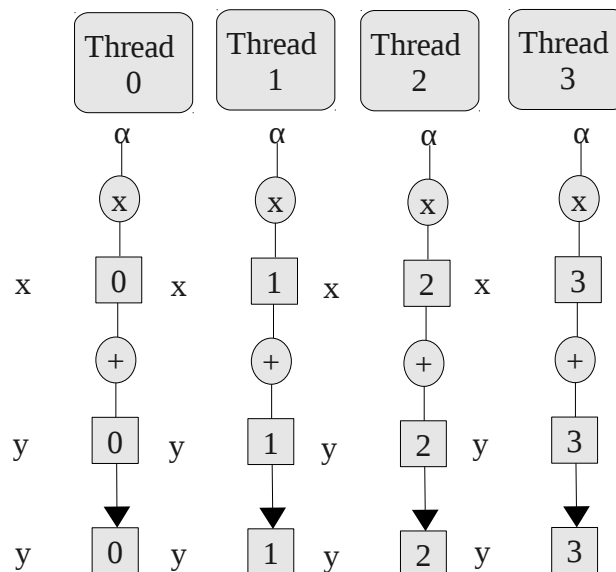 Thread 0 Thread 1 Thread 2 Thread 3
α α α α
x x x x
x 0 x 1 x 2 x 3
+ + + +
y 0 y 1 y 2 y 3
y 0 y 1 y 2 y 3